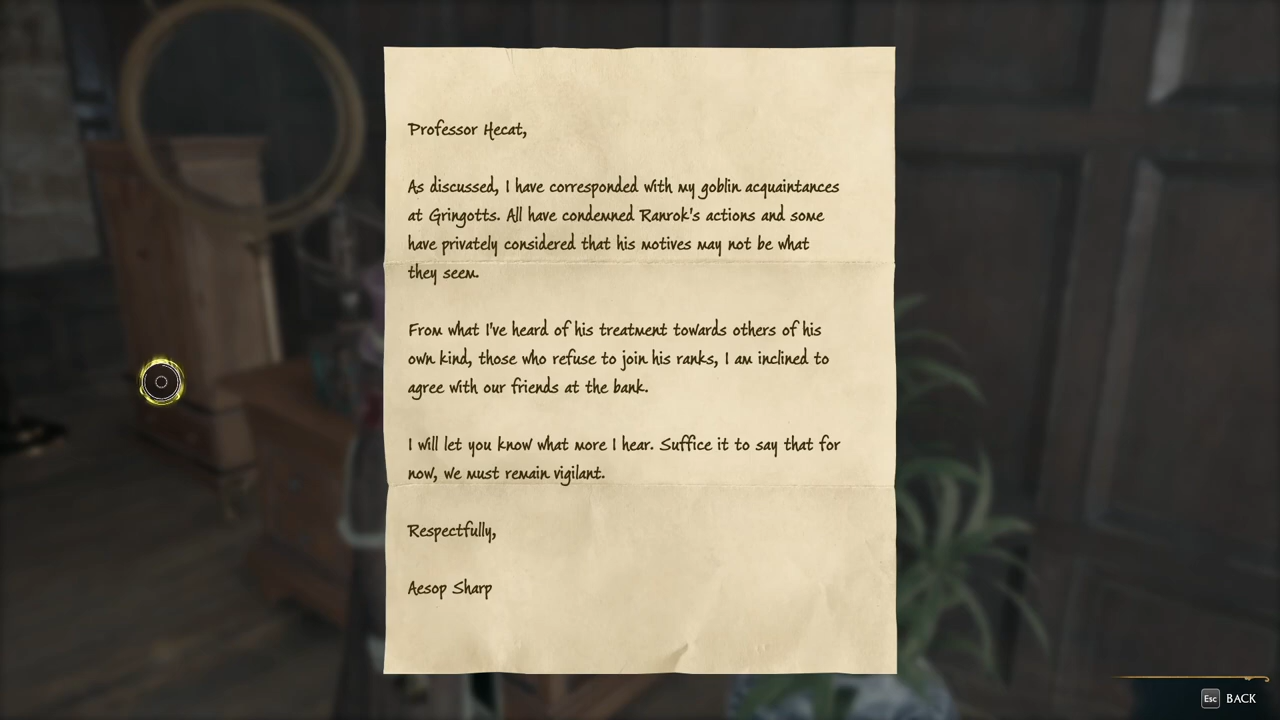 Professor Hecat,
As discussed, I have corresponded with my goblin acquaintances
at Gringotts. All have condemned Ranrok's actions and some
have privately considered that his motives may not be what
they seem.
From what I've heard of his treatment towards others of his
own kind, those who refuse to join his ranks, I am inclined to
agree with our friends at the bank.
I will let you know what more I hear. Suffice it to say that for
now, we must remain vigilant.
Respectfully,
Aesop Sharp
Esc BACK